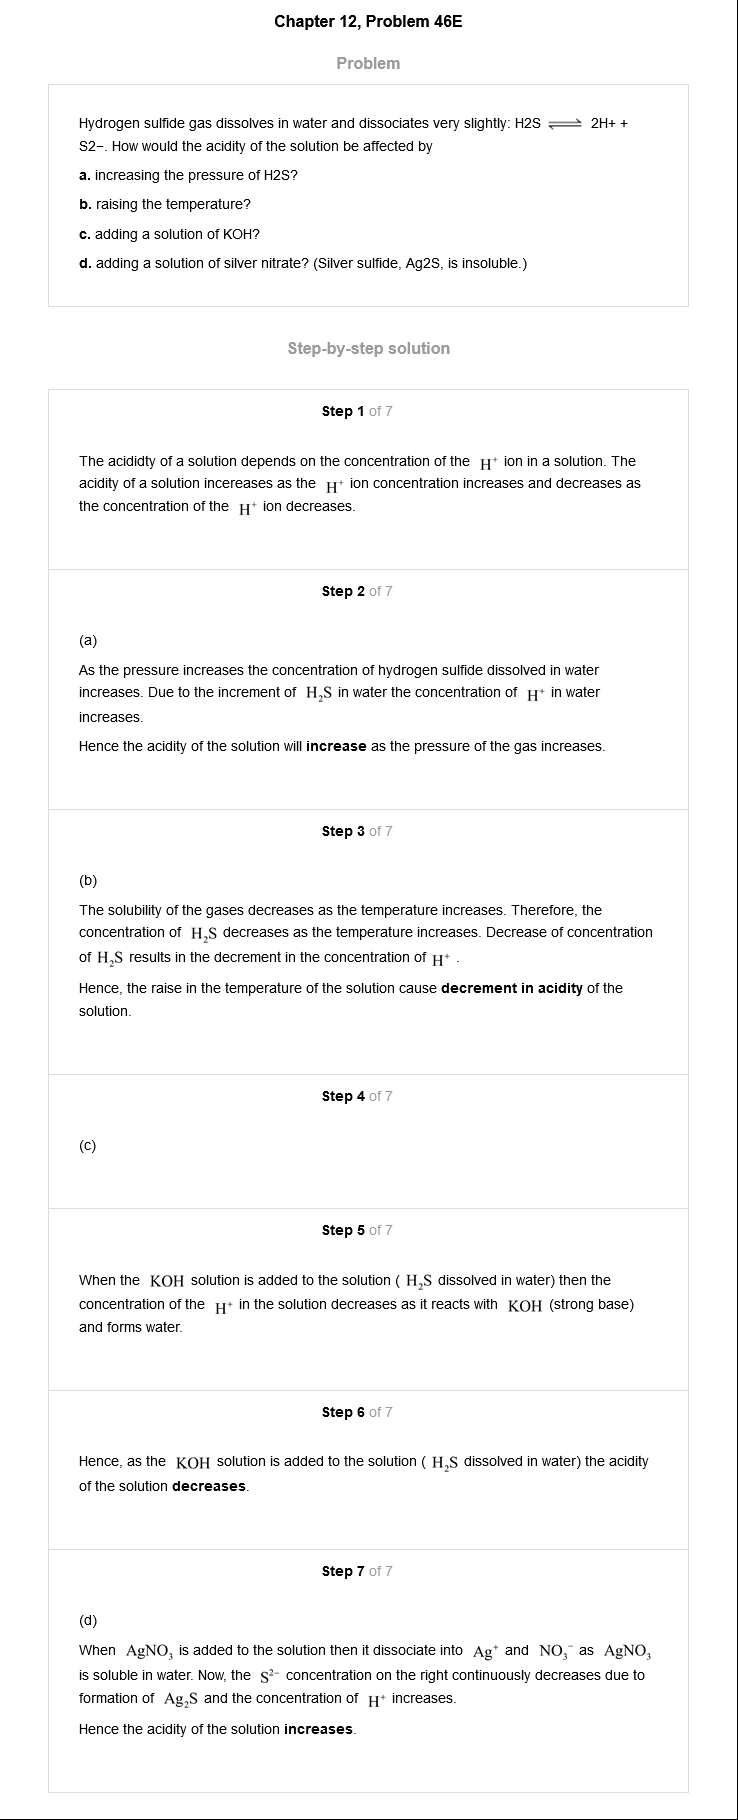 Chapter 12, Problem 46E
Problem
Hydrogen sulfide gas dissolves in water and dissociates very slightly: H2S ⇌ 2H+ +
S2−. How would the acidity of the solution be affected by
a. increasing the pressure of H2S?
b. raising the temperature?
c. adding a solution of KOH?
d. adding a solution of silver nitrate? (Silver sulfide, Ag2S, is insoluble.)
Step-by-step solution
Step 1 of 7
The acididty of a solution depends on the concentration of the H⁺ ion in a solution. The
acidity of a solution incereases as the H⁺ ion concentration increases and decreases as
the concentration of the H⁺ ion decreases.
Step 2 of 7
(a)
As the pressure increases the concentration of hydrogen sulfide dissolved in water
increases. Due to the increment of H₂S in water the concentration of H⁺ in water
increases.
Hence the acidity of the solution will increase as the pressure of the gas increases.
Step 3 of 7
(b)
The solubility of the gases decreases as the temperature increases. Therefore, the
concentration of H₂S decreases as the temperature increases. Decrease of concentration
of H₂S results in the decrement in the concentration of H⁺ .
Hence, the raise in the temperature of the solution cause decrement in acidity of the
solution.
Step 4 of 7
(c)
Step 5 of 7
When the KOH solution is added to the solution ( H₂S dissolved in water) then the
concentration of the H⁺ in the solution decreases as it reacts with KOH (strong base)
and forms water.
Step 6 of 7
Hence, as the KOH solution is added to the solution ( H₂S dissolved in water) the acidity
of the solution decreases.
Step 7 of 7
(d)
When AgNO₃ is added to the solution then it dissociate into Ag⁺ and NO₃⁻ as AgNO₃
is soluble in water. Now, the S²⁻ concentration on the right continuously decreases due to
formation of Ag₂S and the concentration of H⁺ increases.
Hence the acidity of the solution increases.